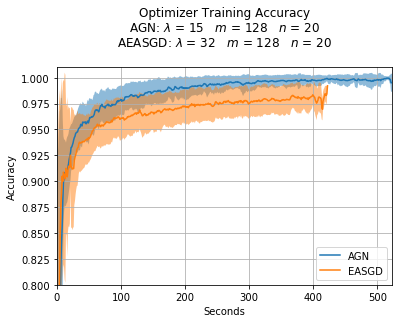 Optimizer Training Accuracy
AGN: λ = 15 m = 128 n = 20
AEASGD: λ = 32 m = 128 n = 20
1.000
0.975
0.950
0.925
0.900
0.875
0.850
0.825
0.800
Accuracy
0 100 200 300 400 500
Seconds
AGN
EASGD